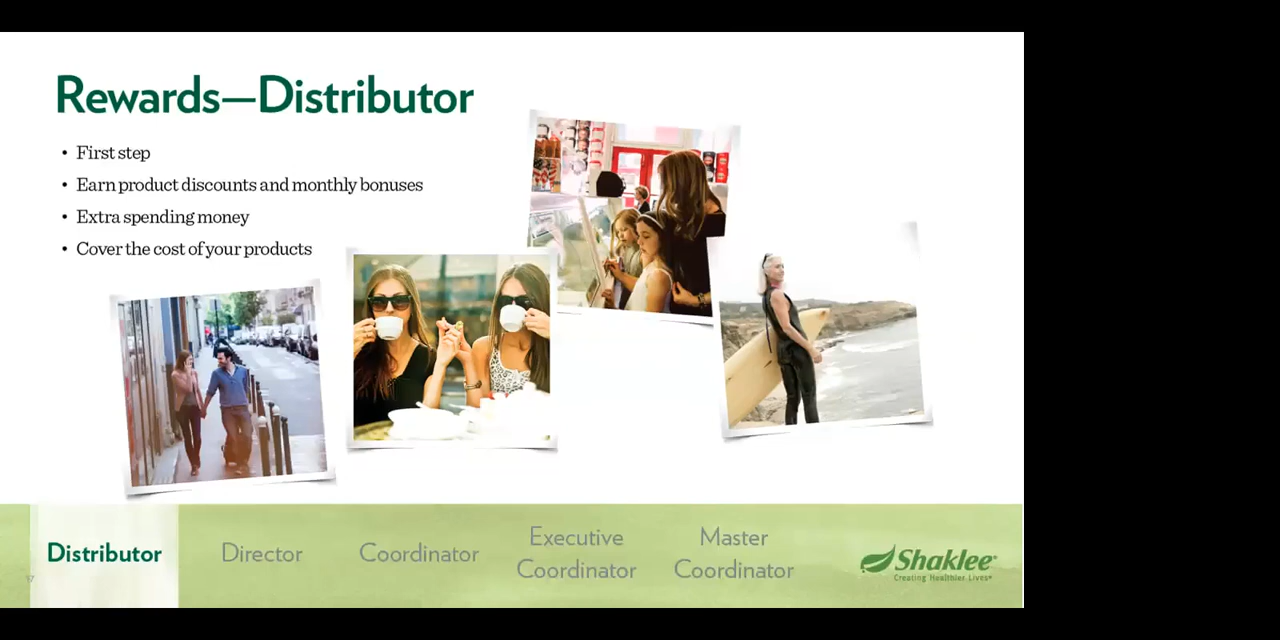 Rewards—Distributor
• First step
• Earn product discounts and monthly bonuses
• Extra spending money
• Cover the cost of your products
Distributor
Director
Coordinator
Executive
Coordinator
Master
Coordinator
Shaklee®
Creating Healthier Lives®